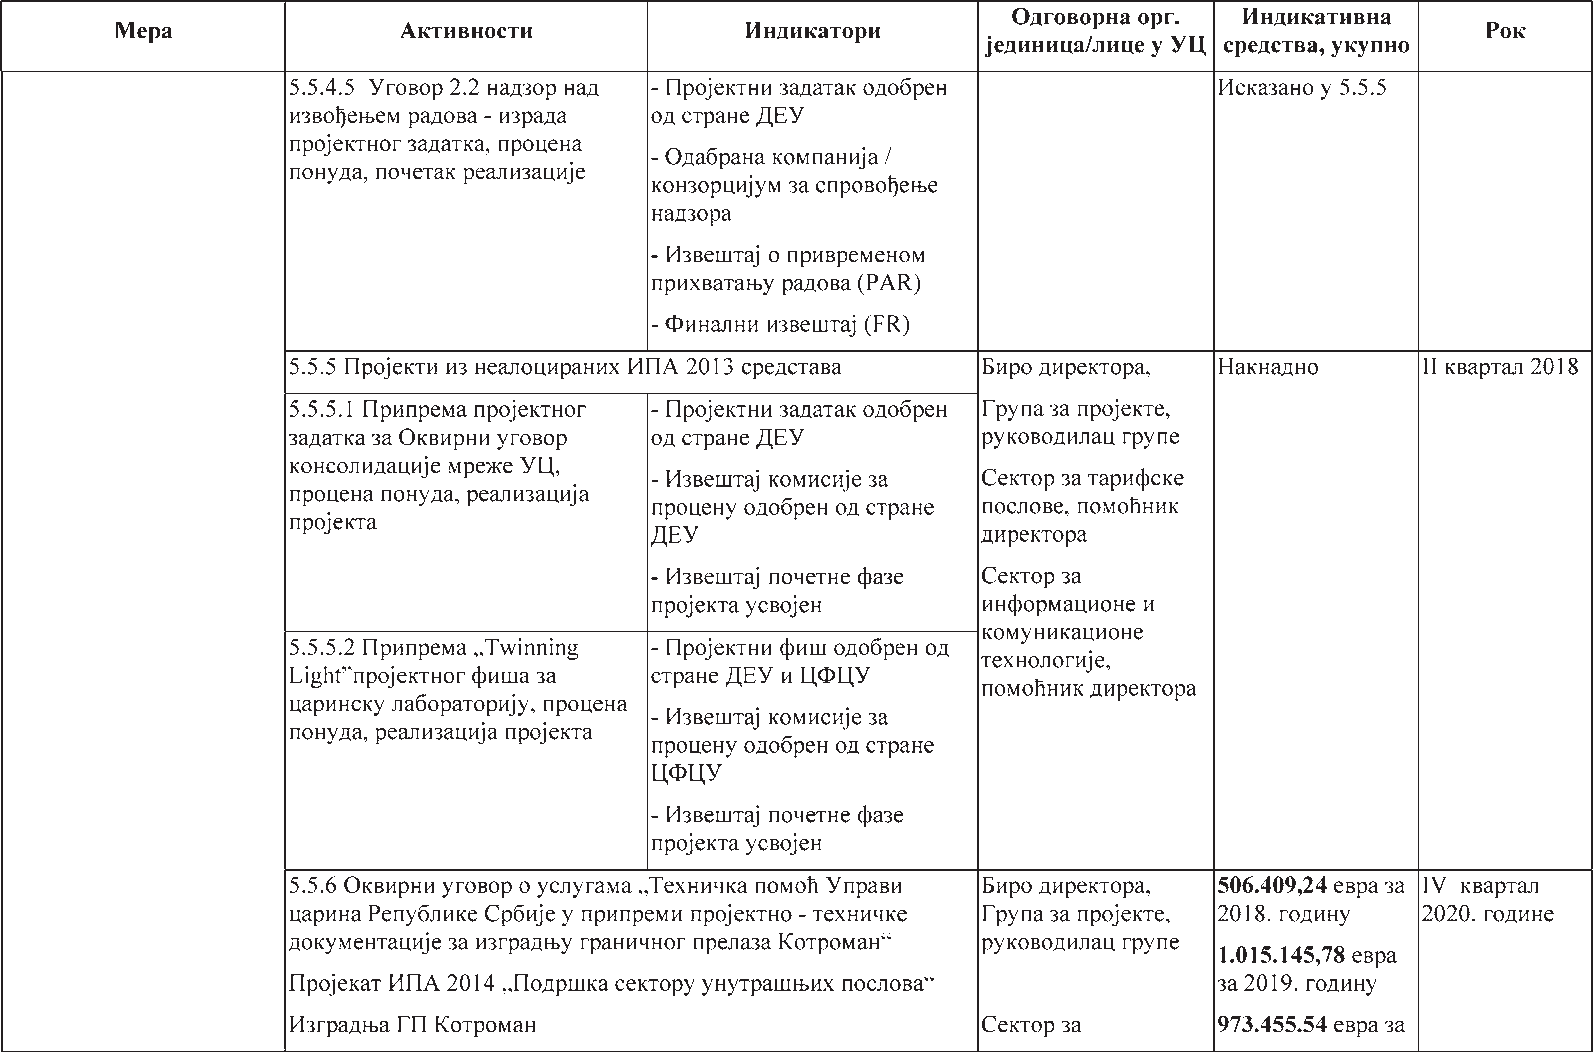 Мера
Активности
Индикатори
Одговорна орг.
јединица/лице у УЦ
Индикативна
средства, укупно
Рок
5.5.4.5 Уговор 2.2 надзор над
извођењем радова - израда
пројектног задатка, процена
понуда, почетак реализације
- Пројектни задатак одобрен
од стране ДЕУ
- Одабрана компанија /
конзорцијум за спровођење
надзора
- Извештај о привременом
прихватању радова (PAR)
- Финални извештај (FR)
Исказано у 5.5.5
5.5.5 Пројекти из неалоцираних ИПА 2013 средстава
5.5.5.1 Припрема пројектног
задатка за Оквирни уговор
консолидације мреже УЦ,
процена понуда, реализација
пројекта
- Пројектни задатак одобрен
од стране ДЕУ
- Извештај комисије за
процену одобрен од стране
ДЕУ
- Извештај почетне фазе
пројекта усвојен
5.5.5.2 Припрема „Twinning
Light”пројектног фиша за
царинску лабораторију, процена
понуда, реализација пројекта
- Пројектни фиш одобрен од
стране ДЕУ и ЦФЦУ
- Извештај комисије за
процену одобрен од стране
ЦФЦУ
- Извештај почетне фазе
пројекта усвојен
Биро директора,
Група за пројекте,
руководилац групе
Сектор за тарифске
послове, помоћник
директора
Сектор за
информационе и
комуникационе
технологије,
помоћник директора
Накнадно
II квартал 2018
5.5.6 Оквирни уговор о услугама „Техничка помоћ Управи
царина Републике Србије у припреми пројектно - техничке
документације за изградњу граничног прелаза Котроман“
Пројекат ИПА 2014 „Подршка сектору унутрашњих послова“
Изградња ГП Котроман
Биро директора,
Група за пројекте,
руководилац групе
Сектор за
506.409,24 евра за
2018. годину
1.015.145,78 евра
за 2019. годину
973.455.54 евра за
IV квартал
2020. године